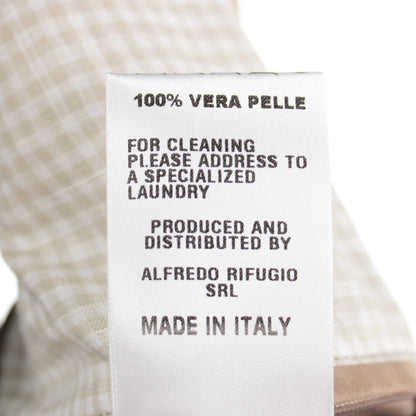 100% VERA PELLE
FOR CLEANING
PLEASE ADDRESS TO
A SPECIALIZED
LAUNDRY
PRODUCED AND
DISTRIBUTED BY
ALFREDO RIFUGIO
SRL
MADE IN ITALY